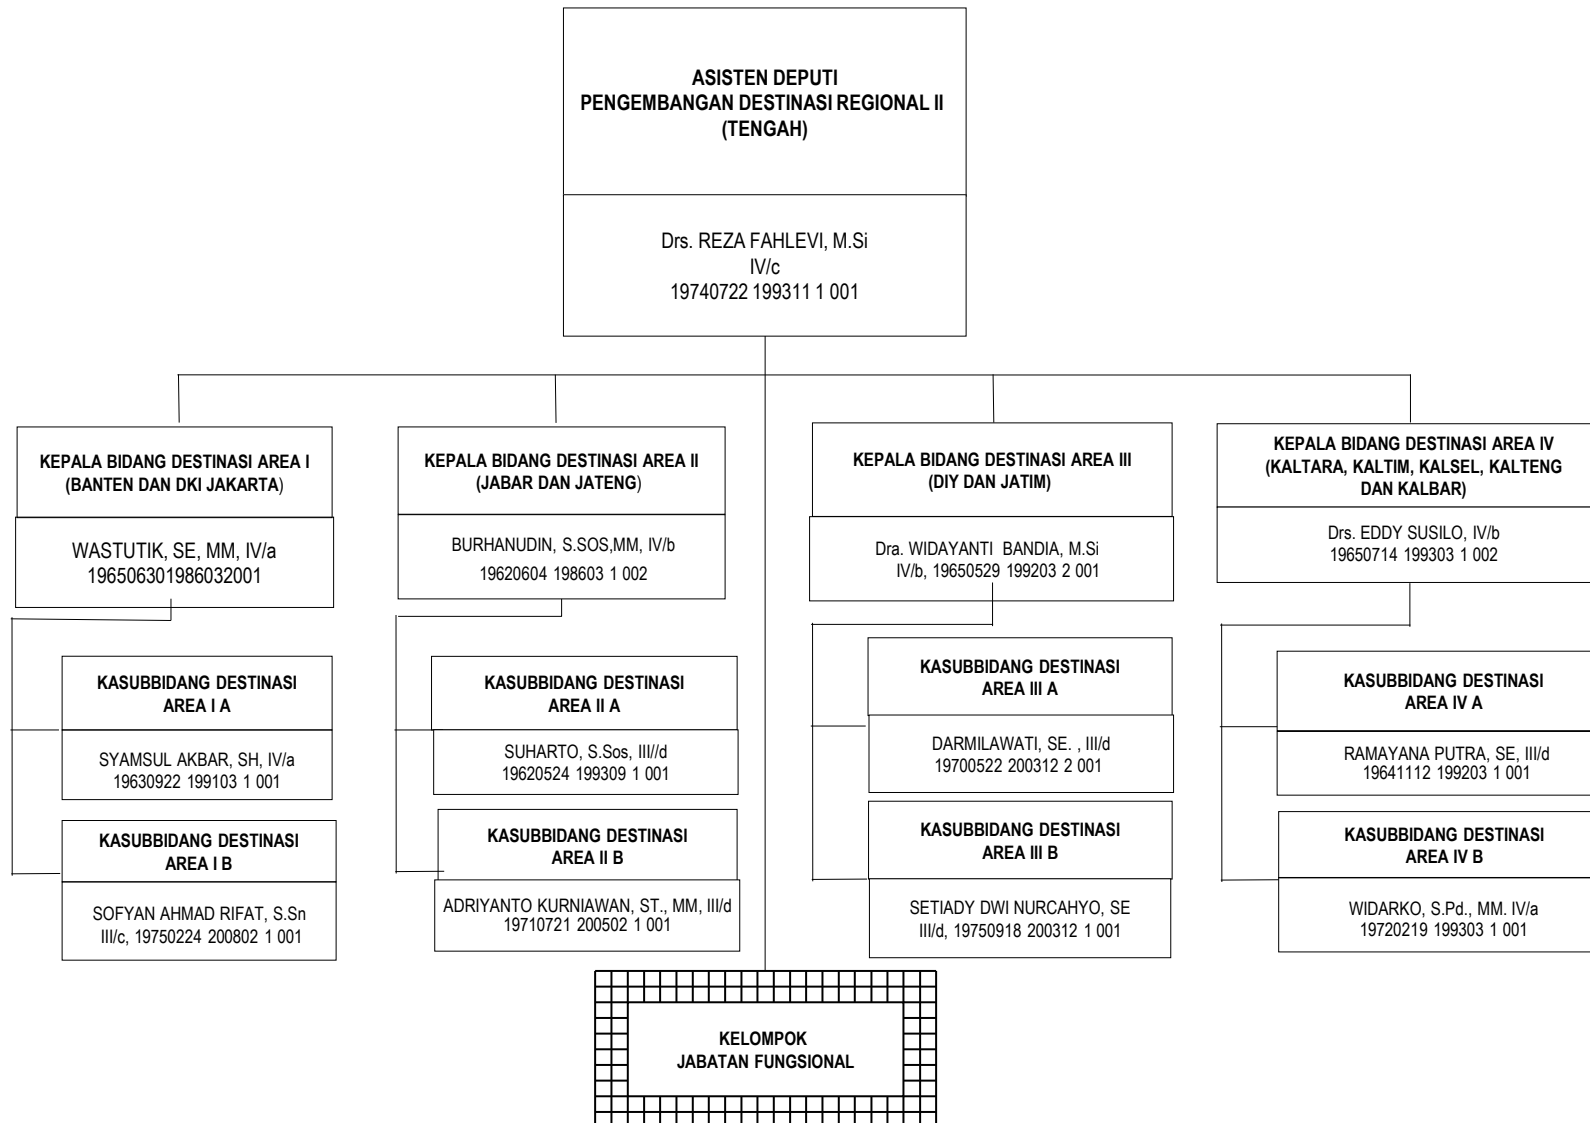 ASISTEN DEPUTI
PENGEMBANGAN DESTINASI REGIONAL II
(TENGAH)
Drs. REZA FAHLEVI, M.Si
IV/c
19740722 199311 1 001
KEPALA BIDANG DESTINASI AREA I
(BANTEN DAN DKI JAKARTA)
WASTUTIK, SE, MM, IV/a
196506301986032001
KEPALA BIDANG DESTINASI AREA II
(JABAR DAN JATENG)
BURHANUDIN, S.SOS,MM, IV/b
19620604 198603 1 002
KEPALA BIDANG DESTINASI AREA III
(DIY DAN JATIM)
Dra. WIDAYANTI BANDIA, M.Si
IV/b, 19650529 199203 2 001
KEPALA BIDANG DESTINASI AREA IV
(KALTARA, KALTIM, KALSEL, KALTENG
DAN KALBAR)
Drs. EDDY SUSILO, IV/b
19650714 199303 1 002
KASUBBIDANG DESTINASI
AREA I A
SYAMSUL AKBAR, SH, IV/a
19630922 199103 1 001
KASUBBIDANG DESTINASI
AREA I B
SOFYAN AHMAD RIFAT, S.Sn
III/c, 19750224 200802 1 001
KASUBBIDANG DESTINASI
AREA II A
SUHARTO, S.Sos, III//d
19620524 199309 1 001
KASUBBIDANG DESTINASI
AREA II B
ADRIYANTO KURNIAWAN, ST., MM, III/d
19710721 200502 1 001
KASUBBIDANG DESTINASI
AREA III A
DARMILAWATI, SE. , III/d
19700522 200312 2 001
KASUBBIDANG DESTINASI
AREA III B
SETIADY DWI NURCAHYO, SE
III/d, 19750918 200312 1 001
KASUBBIDANG DESTINASI
AREA IV A
RAMAYANA PUTRA, SE, III/d
19641112 199203 1 001
KASUBBIDANG DESTINASI
AREA IV B
WIDARKO, S.Pd., MM. IV/a
19720219 199303 1 001
KELOMPOK
JABATAN FUNGSIONAL